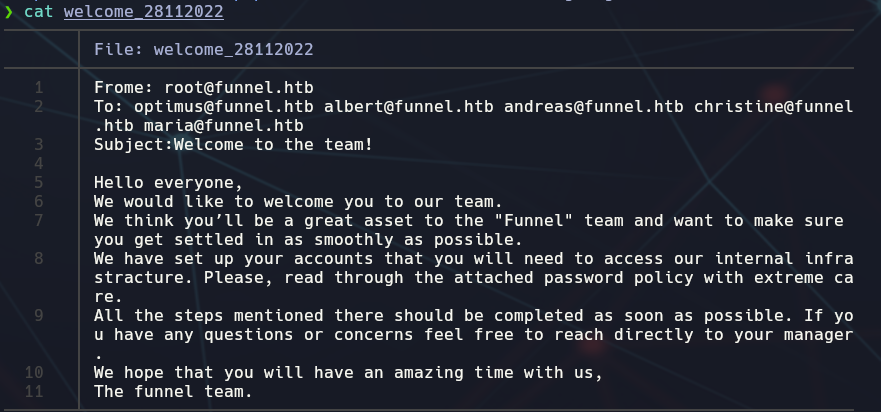 ❯ cat welcome_28112022
File: welcome_28112022
1 Frome: root@funnel.htb
2 To: optimus@funnel.htb albert@funnel.htb andreas@funnel.htb christine@funnel
.htb maria@funnel.htb
3 Subject:Welcome to the team!
4
5 Hello everyone,
6 We would like to welcome you to our team.
7 We think you’ll be a great asset to the "Funnel" team and want to make sure
you get settled in as smoothly as possible.
8 We have set up your accounts that you will need to access our internal infra
stracture. Please, read through the attached password policy with extreme ca
re.
9 All the steps mentioned there should be completed as soon as possible. If yo
u have any questions or concerns feel free to reach directly to your manager
.
10 We hope that you will have an amazing time with us,
11 The funnel team.